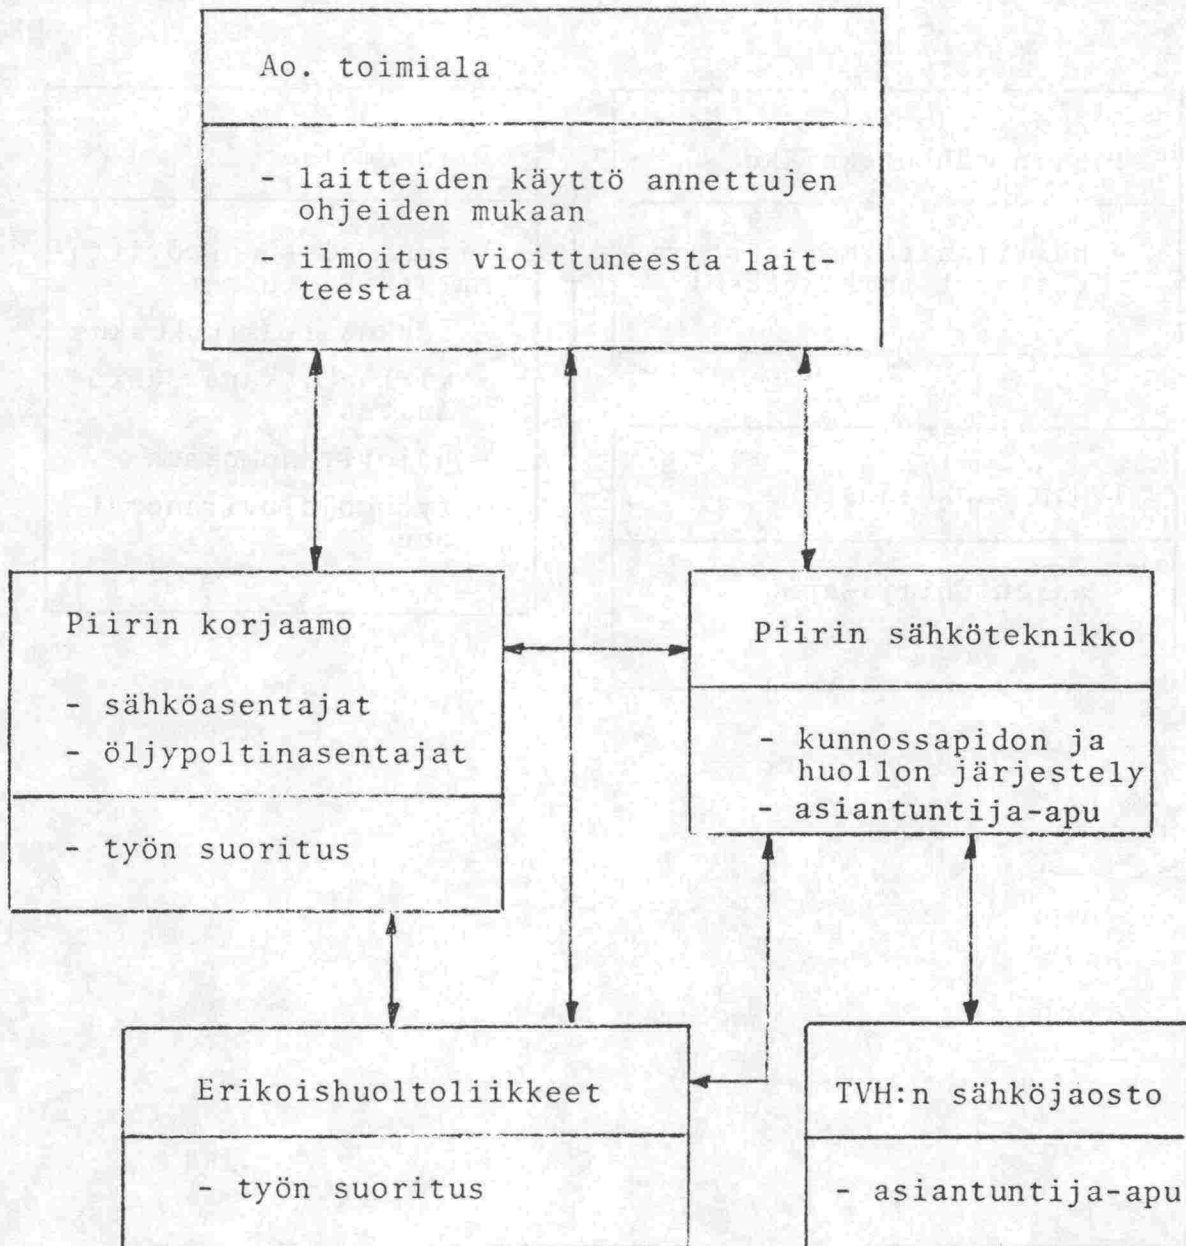 Ao. toimiala
- laitteiden käyttö annettujen
ohjeiden mukaan
- ilmoitus vioittuneesta lait-
teesta
Piirin korjaamo
- sähköasentajat
- öljypoltinasentajat
- työn suoritus
Piirin sähköteknikko
- kunnossapidon ja
huollon järjestely
- asiantuntija-apu
Erikoishuoltoliikkeet
- työn suoritus
TVH:n sähköjaosto
- asiantuntija-apu